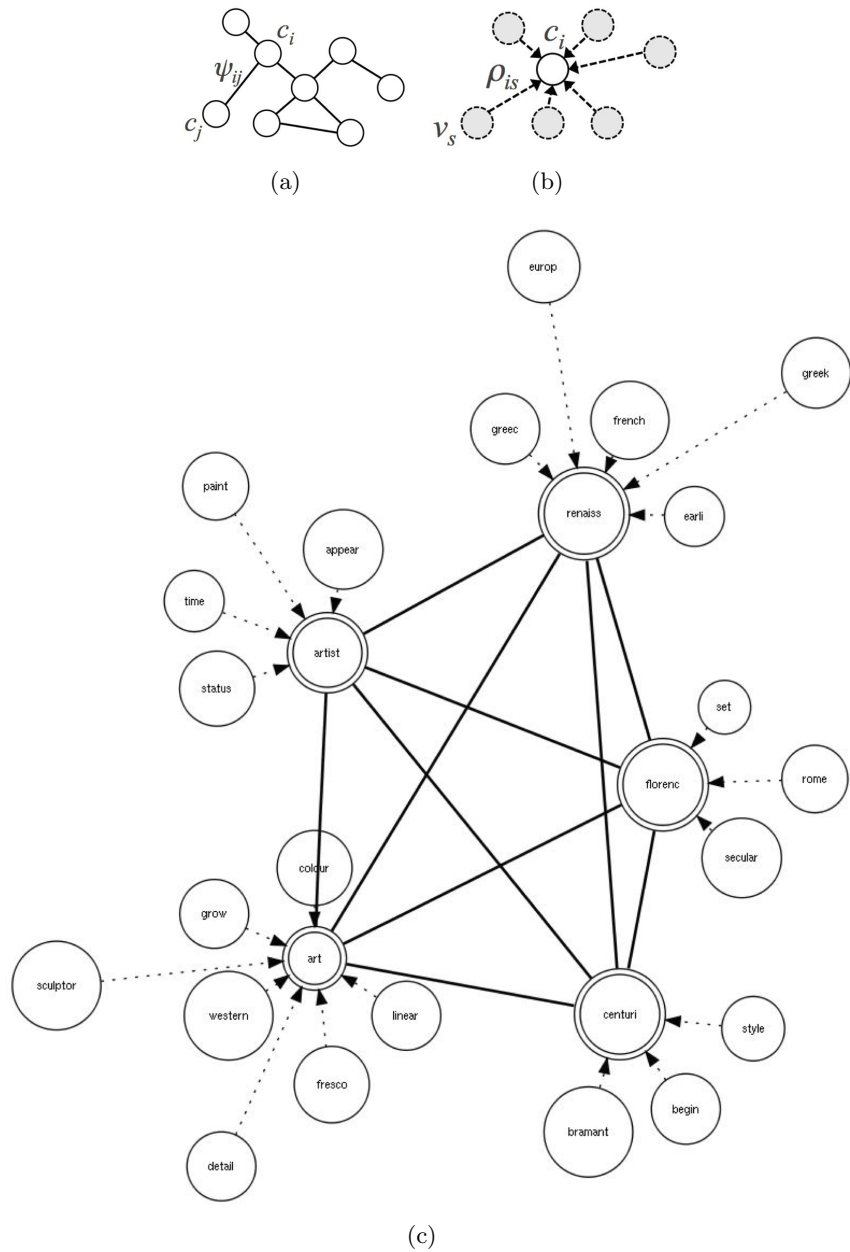 c_i
ψ_ij
c_j
c_i
ρ_is
v_s
(a)
(b)
europ
greek
french
greec
paint
renaiss
earli
appear
time
artist
status
set
rome
florenc
secular
colour
grow
art
sculptor
western
linear
centuri
style
fresco
begin
bramant
detail
(c)